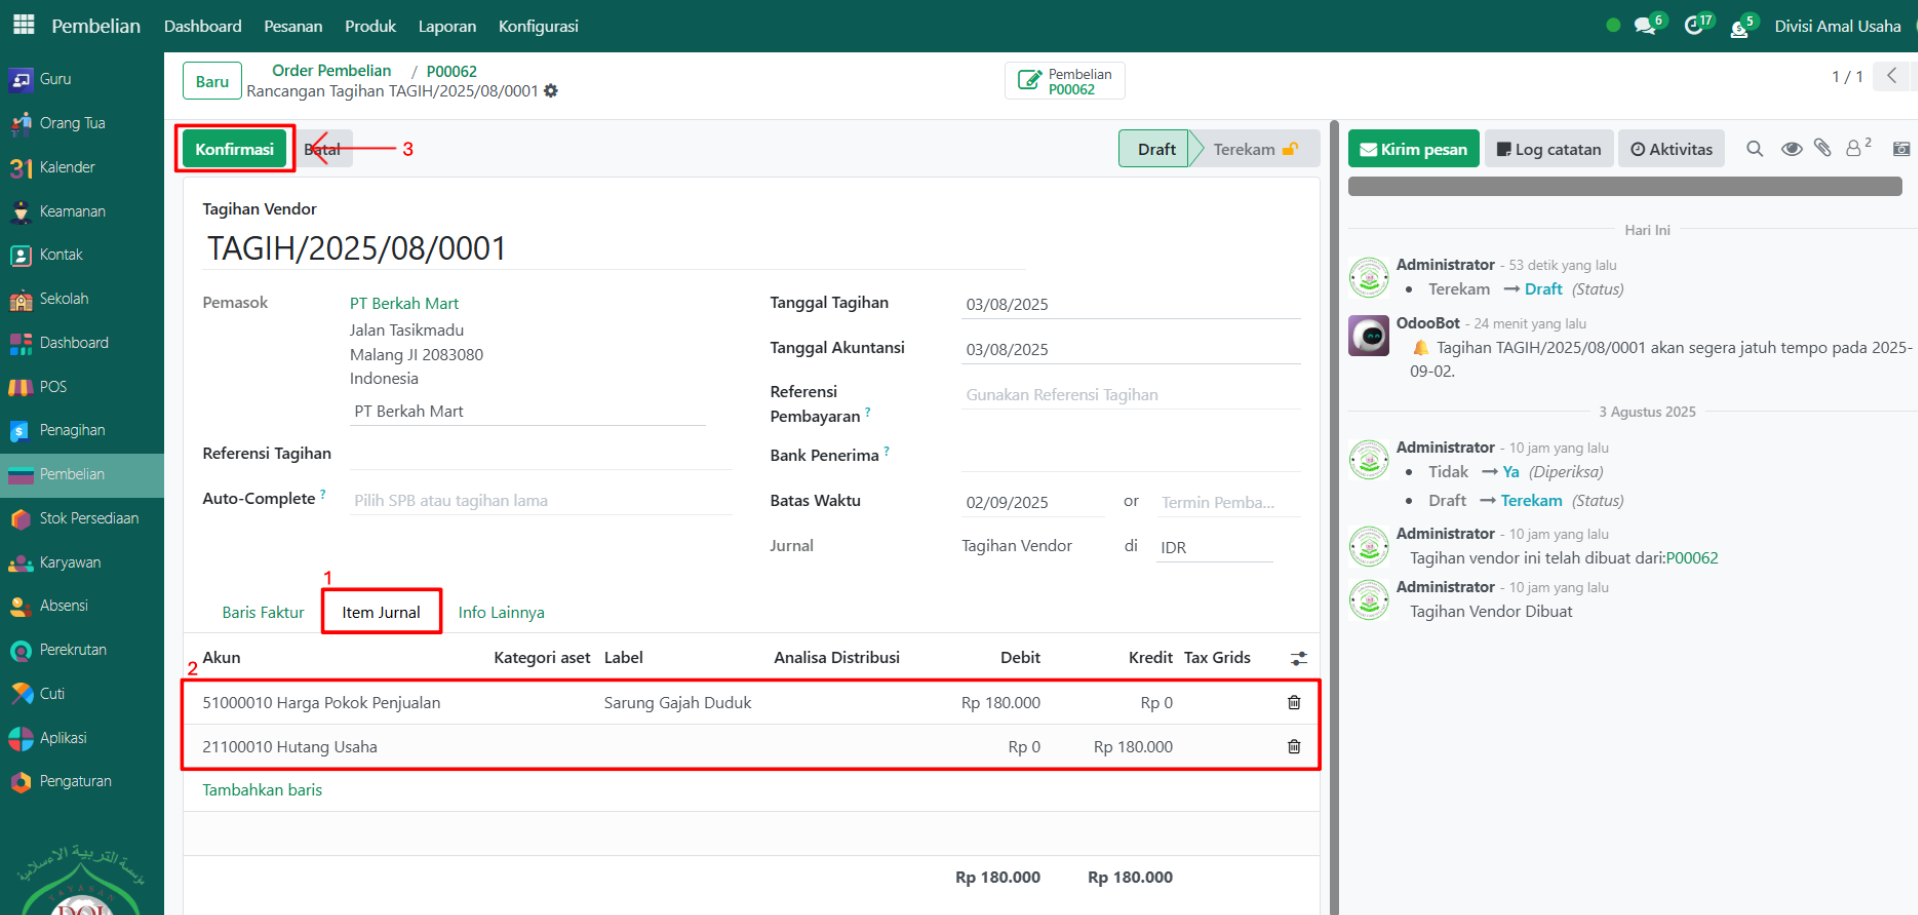 Pembelian Dashboard Pesanan Produk Laporan Konfigurasi 6 17 5 Divisi Amal Usaha
Guru
Orang Tua
31 Kalender
Keamanan
Kontak
Sekolah
Dashboard
POS
Penagihan
Pembelian
Stok Persediaan
Karyawan
Absensi
Perekrutan
Cuti
Aplikasi
Pengaturan
Baru
Order Pembelian / P00062
Rancangan Tagihan TAGIH/2025/08/0001
Pembelian
P00062
1 / 1
Konfirmasi Batal 3
Draft Terekam
Tagihan Vendor
TAGIH/2025/08/0001
Pemasok PT Berkah Mart
Jalan Tasikmadu
Malang JI 2083080
Indonesia
PT Berkah Mart
Referensi Tagihan
Auto-Complete ? Pilih SPB atau tagihan lama
Tanggal Tagihan 03/08/2025
Tanggal Akuntansi 03/08/2025
Referensi
Pembayaran ? Gunakan Referensi Tagihan
Bank Penerima ?
Batas Waktu 02/09/2025 or Termin Pemba...
Jurnal Tagihan Vendor di IDR
1
Baris Faktur Item Jurnal Info Lainnya
2
Akun Kategori aset Label Analisa Distribusi Debit Kredit Tax Grids
51000010 Harga Pokok Penjualan Sarung Gajah Duduk Rp 180.000 Rp 0
21100010 Hutang Usaha Rp 0 Rp 180.000
Tambahkan baris
Rp 180.000 Rp 180.000
Kirim pesan Log catatan Aktivitas 2
Hari Ini
Administrator - 53 detik yang lalu
• Terekam → Draft (Status)
OdooBot - 24 menit yang lalu
🔔 Tagihan TAGIH/2025/08/0001 akan segera jatuh tempo pada 2025-
09-02.
3 Agustus 2025
Administrator - 10 jam yang lalu
• Tidak → Ya (Diperiksa)
• Draft → Terekam (Status)
Administrator - 10 jam yang lalu
Tagihan vendor ini telah dibuat dari:P00062
Administrator - 10 jam yang lalu
Tagihan Vendor Dibuat
مؤسسة التربية الإسلامية
YAYASAN